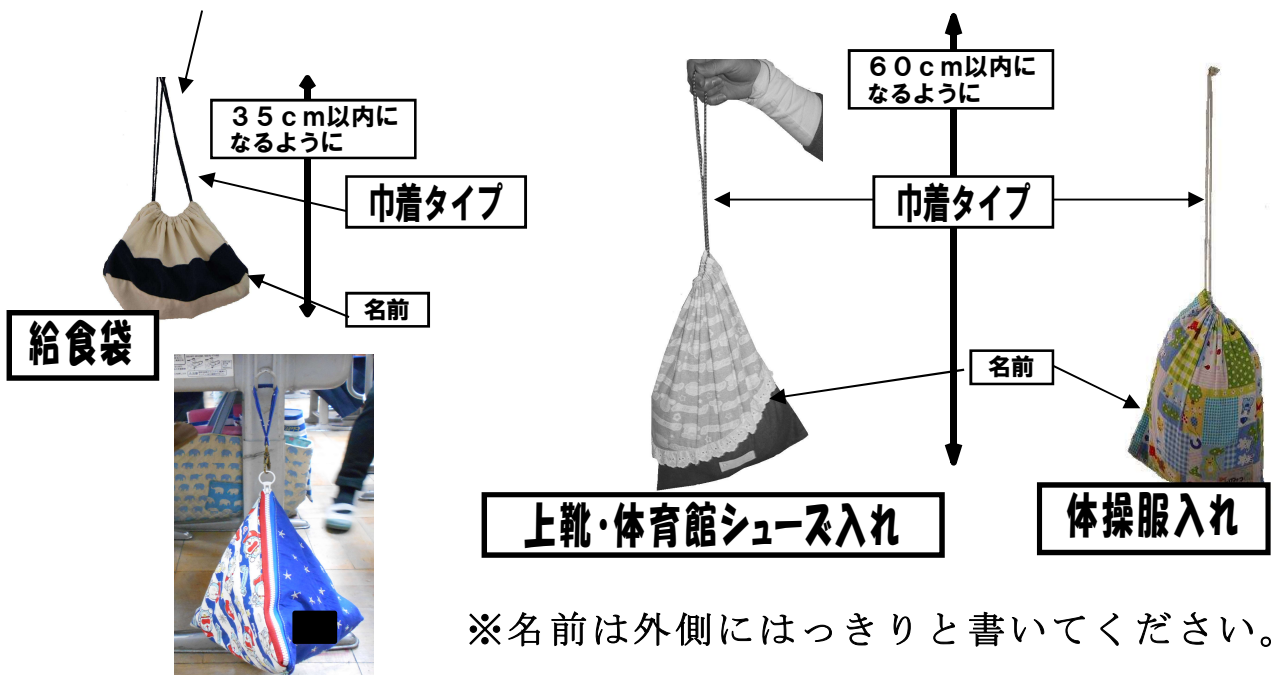 ３５ｃｍ以内に
なるように
巾着タイプ
名前
給食袋
６０ｃｍ以内に
なるように
巾着タイプ
名前
上靴・体育館シューズ入れ
体操服入れ
※名前は外側にはっきりと書いてください。